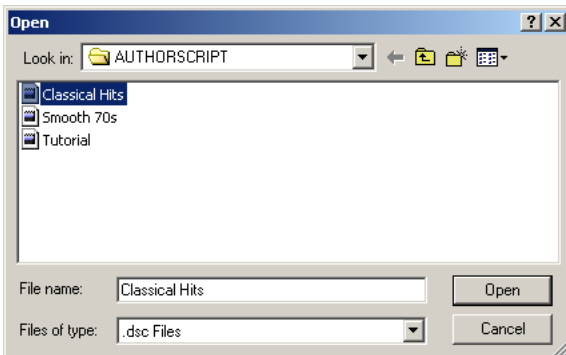 Open
Look in: AUTHORSCRIPT
Classical Hits
Smooth 70s
Tutorial
File name: Classical Hits Open
Files of type: .dsc Files Cancel